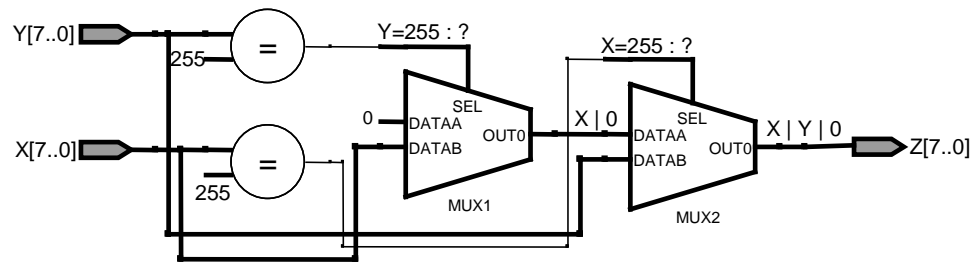 Y[7..0]
255
=
Y=255 : ?
X=255 : ?
SEL
0
DATAA
DATAB
OUT0
MUX1
X | 0
SEL
DATAA
DATAB
OUT0
MUX2
X | Y | 0
Z[7..0]
X[7..0]
255
=